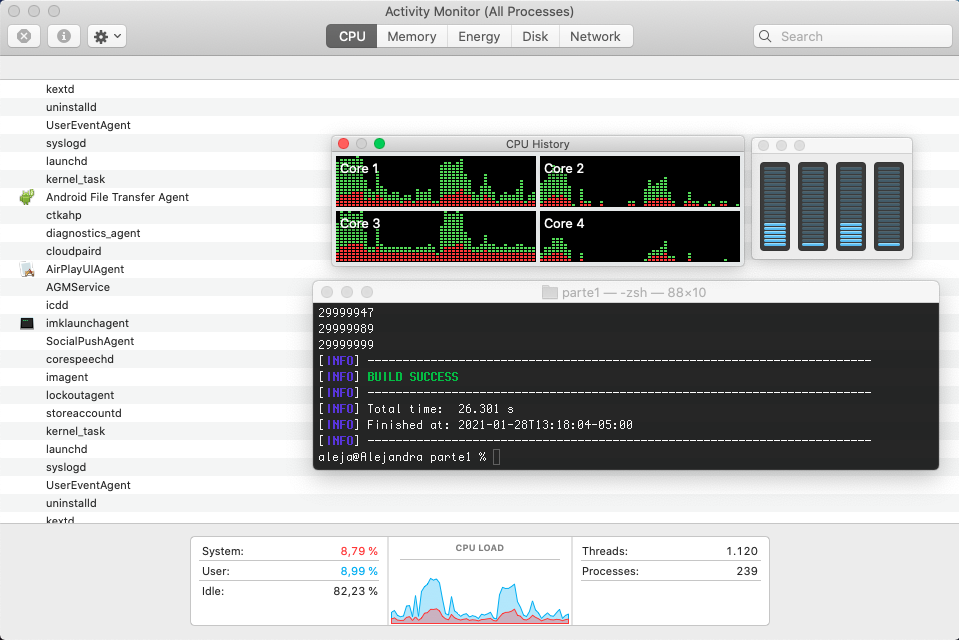 Activity Monitor (All Processes)
CPU Memory Energy Disk Network
Search
kextd
uninstalld
UserEventAgent
syslogd
launchd
kernel_task
Android File Transfer Agent
ctkahp
diagnostics_agent
cloudpaird
AirPlayUIAgent
AGMService
icdd
imklaunchagent
SocialPushAgent
corespeechd
imagent
lockoutagent
storeaccountd
kernel_task
launchd
syslogd
UserEventAgent
uninstalld
kextd
CPU History
Core 1
Core 2
Core 3
Core 4
parte1 — -zsh — 88×10
29999947
29999989
29999999
[INFO] ------------------------------------------------------------------------
[INFO] BUILD SUCCESS
[INFO] ------------------------------------------------------------------------
[INFO] Total time:  26.301 s
[INFO] Finished at: 2021-01-28T13:18:04-05:00
[INFO] ------------------------------------------------------------------------
aleja@Alejandra parte1 %
System: 8,79 %
User: 8,99 %
Idle: 82,23 %
CPU LOAD
Threads: 1.120
Processes: 239